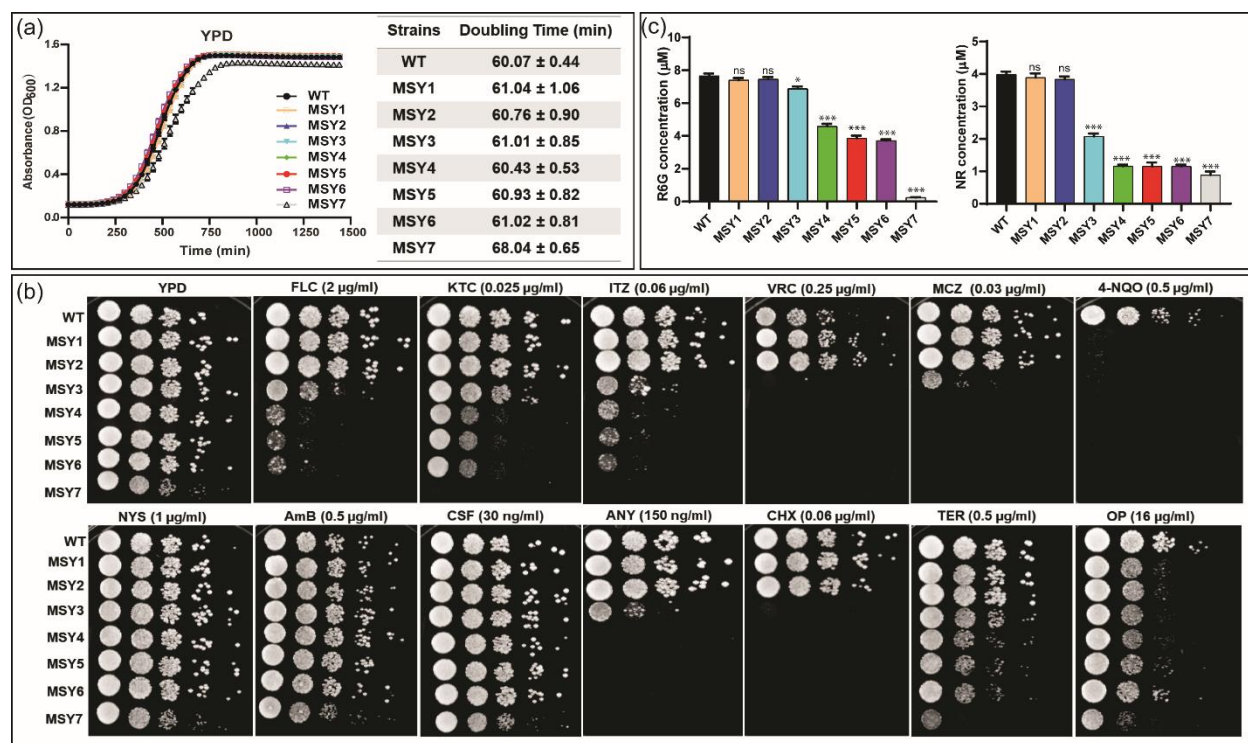 (a)
YPD
Absorbance (OD600)
1.6
1.2
0.8
0.4
0.0
0 250 500 750 1000 1250 1500
Time (min)
WT
MSY1
MSY2
MSY3
MSY4
MSY5
MSY6
MSY7
Strains Doubling Time (min)
WT 60.07 ± 0.44
MSY1 61.04 ± 1.06
MSY2 60.76 ± 0.90
MSY3 61.01 ± 0.85
MSY4 60.43 ± 0.53
MSY5 60.93 ± 0.82
MSY6 61.02 ± 0.81
MSY7 68.04 ± 0.65
(c)
R6G concentration (μM)
10
8
6
4
2
0
ns ns * *** *** *** ***
WT MSY1 MSY2 MSY3 MSY4 MSY5 MSY6 MSY7
NR concentration (μM)
5
4
3
2
1
0
ns ns *** *** *** *** ***
WT MSY1 MSY2 MSY3 MSY4 MSY5 MSY6 MSY7
(b)
YPD FLC (2 μg/ml) KTC (0.025 μg/ml) ITZ (0.06 μg/ml) VRC (0.25 μg/ml) MCZ (0.03 μg/ml) 4-NQO (0.5 μg/ml)
WT
MSY1
MSY2
MSY3
MSY4
MSY5
MSY6
MSY7
NYS (1 μg/ml) AmB (0.5 μg/ml) CSF (30 ng/ml) ANY (150 ng/ml) CHX (0.06 μg/ml) TER (0.5 μg/ml) OP (16 μg/ml)
WT
MSY1
MSY2
MSY3
MSY4
MSY5
MSY6
MSY7